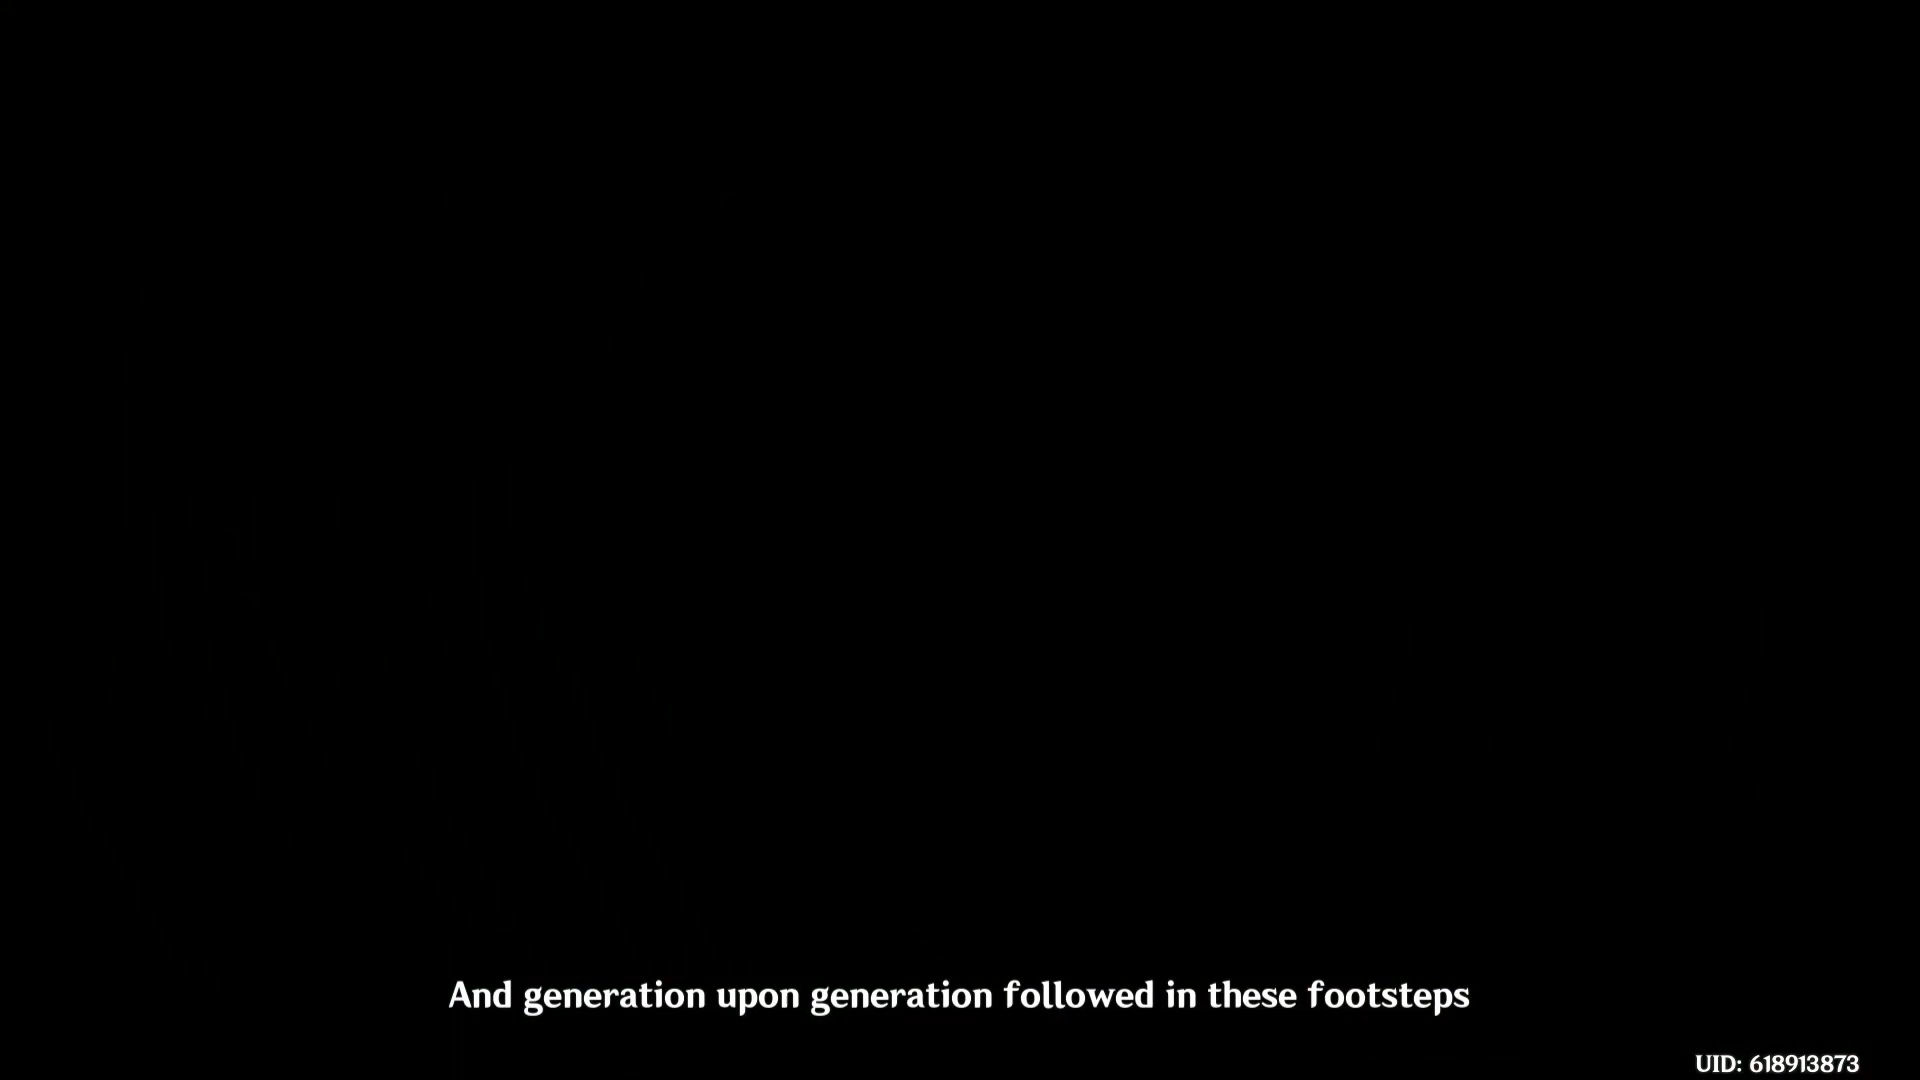 And generation upon generation followed in these footsteps
UID: 618913873